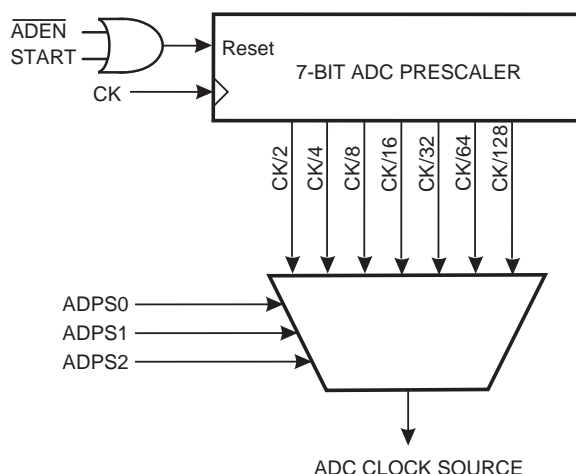 ADEN
START
Reset
7-BIT ADC PRESCALER
CK
CK/2
CK/4
CK/8
CK/16
CK/32
CK/64
CK/128
ADPS0
ADPS1
ADPS2
ADC CLOCK SOURCE